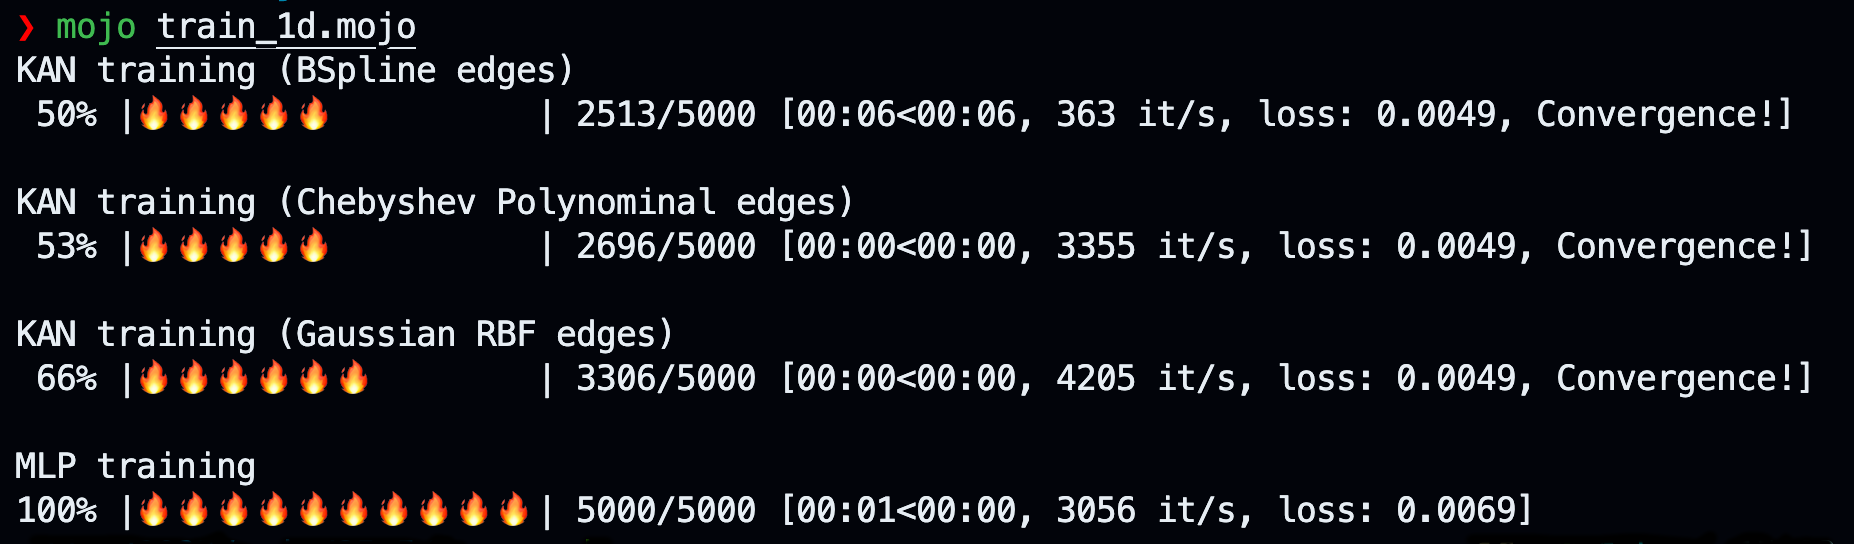 ❯ mojo train_1d.mojo
KAN training (BSpline edges)
50% |🔥🔥🔥🔥🔥 | 2513/5000 [00:06<00:06, 363 it/s, loss: 0.0049, Convergence!]
KAN training (Chebyshev Polynominal edges)
53% |🔥🔥🔥🔥🔥 | 2696/5000 [00:00<00:00, 3355 it/s, loss: 0.0049, Convergence!]
KAN training (Gaussian RBF edges)
66% |🔥🔥🔥🔥🔥🔥 | 3306/5000 [00:00<00:00, 4205 it/s, loss: 0.0049, Convergence!]
MLP training
100% |🔥🔥🔥🔥🔥🔥🔥🔥🔥🔥| 5000/5000 [00:01<00:00, 3056 it/s, loss: 0.0069]